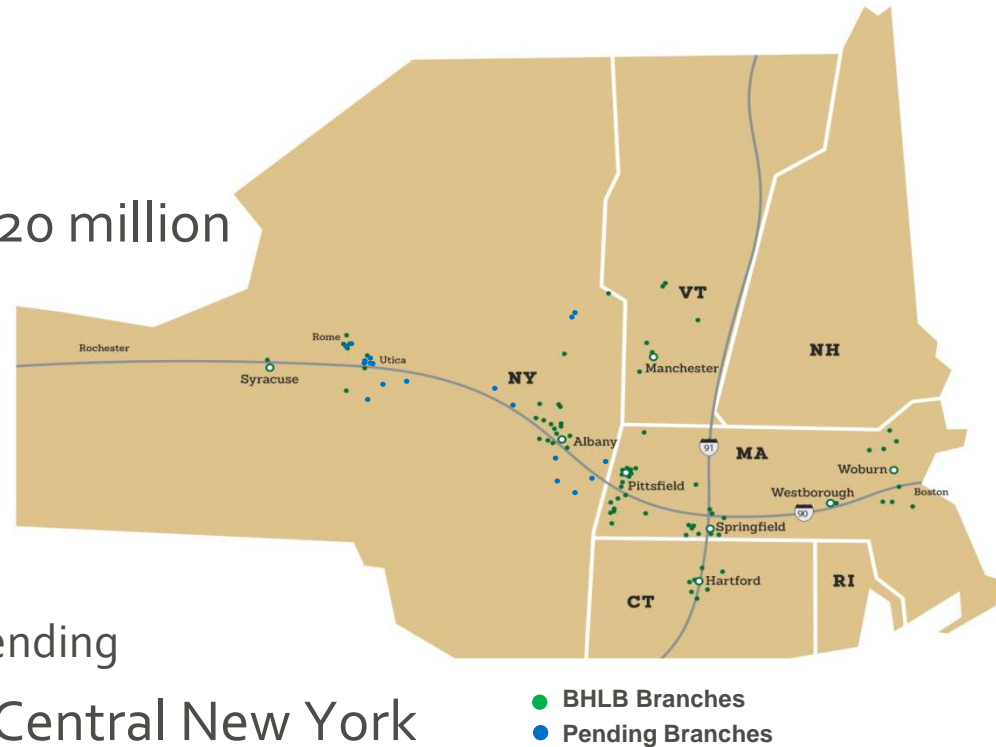 20 million
VT
Rome
Rochester
Utica
NH
Syracuse
NY
Manchester
Albany
91
MA
Woburn
Pittsfield
Westborough
Boston
90
Springfield
Hartford
RI
CT
ending
Central New York
BHLB Branches
Pending Branches